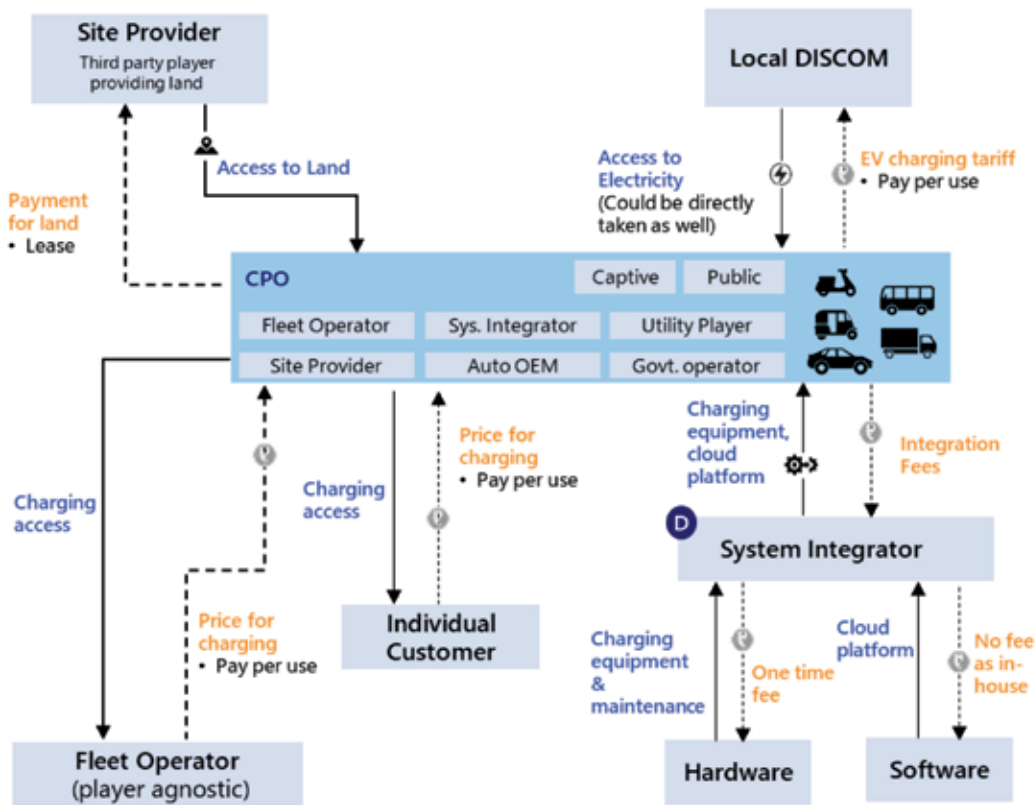 Site Provider
Third party player
providing land
Local DISCOM
Access to Land
Payment
for land
• Lease
Access to
Electricity
(Could be directly
taken as well)
EV charging tariff
• Pay per use
CPO
Captive
Public
Fleet Operator
Sys. Integrator
Utility Player
Site Provider
Auto OEM
Govt. operator
Charging
access
Price for
charging
• Pay per use
Charging
access
Price for
charging
• Pay per use
Charging
equipment,
cloud
platform
Integration
Fees
D
System Integrator
Individual
Customer
Charging
equipment
&
maintenance
One time
fee
Cloud
platform
No fee
as in-
house
Fleet Operator
(player agnostic)
Hardware
Software